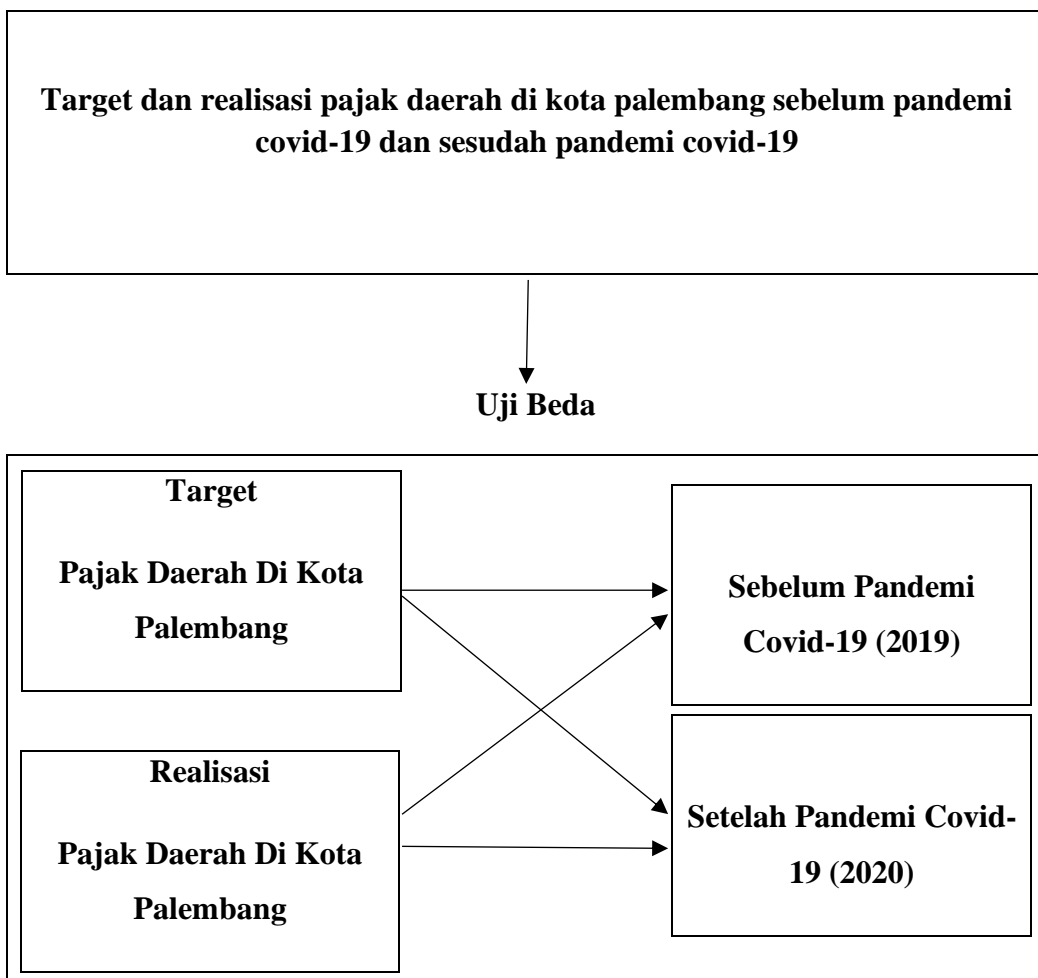 Target dan realisasi pajak daerah di kota palembang sebelum pandemi
covid-19 dan sesudah pandemi covid-19
Uji Beda
Target
Pajak Daerah Di Kota
Palembang
Sebelum Pandemi
Covid-19 (2019)
Realisasi
Pajak Daerah Di Kota
Palembang
Setelah Pandemi Covid-
19 (2020)